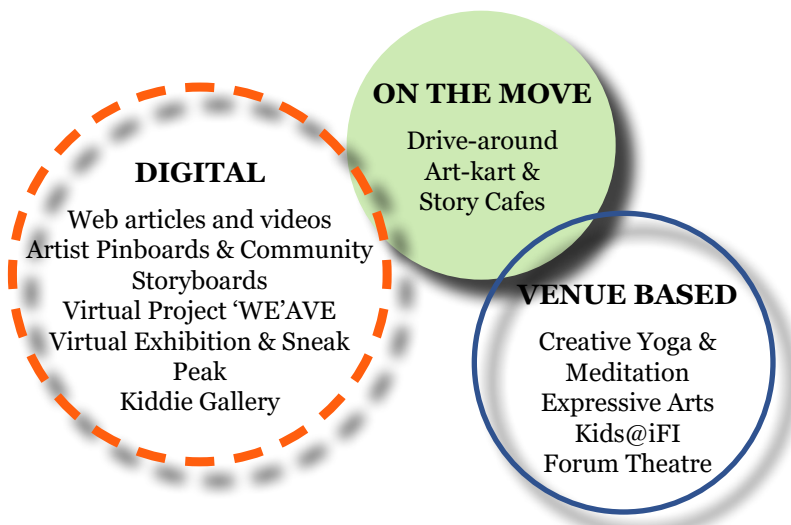 DIGITAL
Web articles and videos
Artist Pinboards & Community
Storyboards
Virtual Project ‘WE’AVE
Virtual Exhibition & Sneak
Peak
Kiddie Gallery
ON THE MOVE
Drive-around
Art-kart &
Story Cafes
VENUE BASED
Creative Yoga &
Meditation
Expressive Arts
Kids@iFI
Forum Theatre